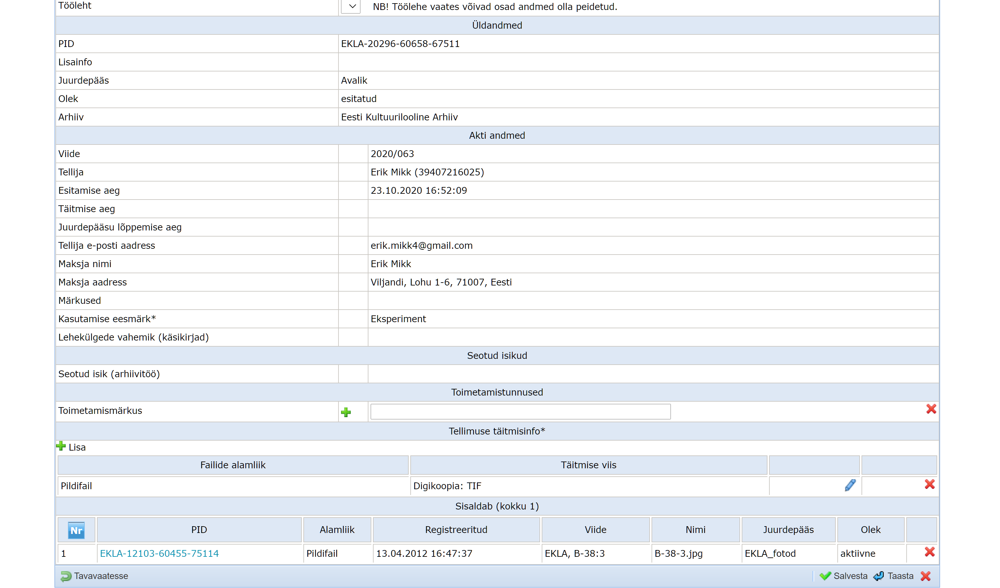 Tööleht NB! Töölehe vaates võivad osad andmed olla peidetud.
Üldandmed
PID EKLA-20296-60658-67511
Lisainfo
Juurdepääs Avalik
Olek esitatud
Arhiiv Eesti Kultuurilooline Arhiiv
Akti andmed
Viide 2020/063
Tellija Erik Mikk (39407216025)
Esitamise aeg 23.10.2020 16:52:09
Täitmise aeg
Juurdepääsu lõppemise aeg
Tellija e-posti aadress erik.mikk4@gmail.com
Maksja nimi Erik Mikk
Maksja aadress Viljandi, Lohu 1-6, 71007, Eesti
Märkused
Kasutamise eesmärk* Eksperiment
Lehekülgede vahemik (käsikirjad)
Seotud isikud
Seotud isik (arhiivitöö)
Toimetamistunnused
Toimetamismärkus
Tellimuse täitmisinfo*
Lisa
Failide alamliik Täitmise viis
Pildifail Digikoopia: TIF
Sisaldab (kokku 1)
Nr PID Alamliik Registreeritud Viide Nimi Juurdepääs Olek
1 EKLA-12103-60455-75114 Pildifail 13.04.2012 16:47:37 EKLA, B-38:3 B-38-3.jpg EKLA_fotod aktiivne
Tavavaatesse Salvesta Taasta